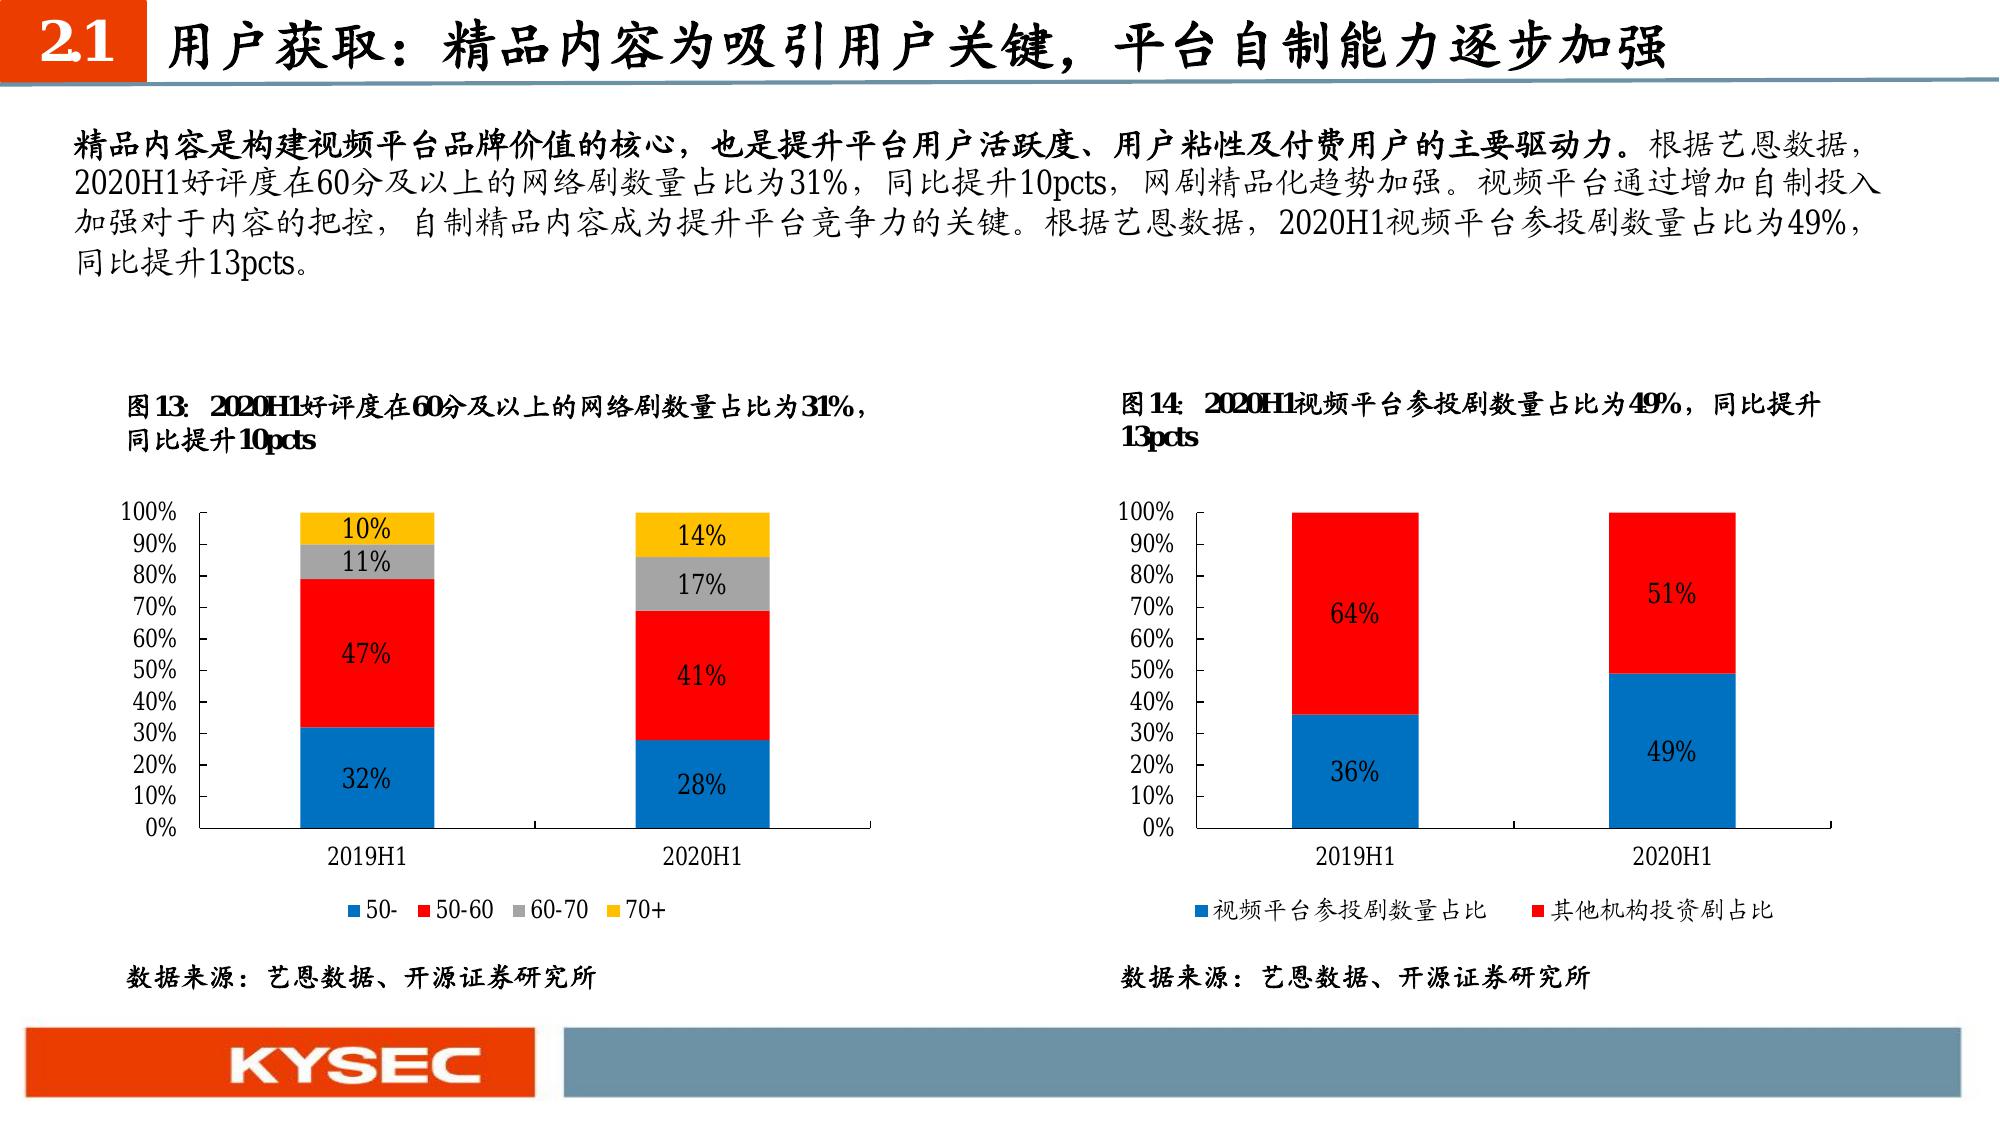 2.1
用户获取：精品内容为吸引用户关键，平台自制能力逐步加强
精品内容是构建视频平台品牌价值的核心，也是提升平台用户活跃度、用户粘性及付费用户的主要驱动力。根据艺恩数据，
2020H1好评度在60分及以上的网络剧数量占比为31%，同比提升10pcts，网剧精品化趋势加强。视频平台通过增加自制投入
加强对于内容的把控，自制精品内容成为提升平台竞争力的关键。根据艺恩数据，2020H1视频平台参投剧数量占比为49%，
同比提升13pcts。
图13：2020H1好评度在60分及以上的网络剧数量占比为31%，
同比提升10pcts
100%
90%
80%
70%
60%
50%
40%
30%
20%
10%
0%
10%
11%
47%
32%
14%
17%
41%
28%
2019H1
2020H1
50-
50-60
60-70
70+
数据来源：艺恩数据、开源证券研究所
图14：2020H1视频平台参投剧数量占比为49%，同比提升
13pcts
100%
90%
80%
70%
60%
50%
40%
30%
20%
10%
0%
64%
36%
51%
49%
2019H1
2020H1
视频平台参投剧数量占比
其他机构投资剧占比
数据来源：艺恩数据、开源证券研究所
KYSEC